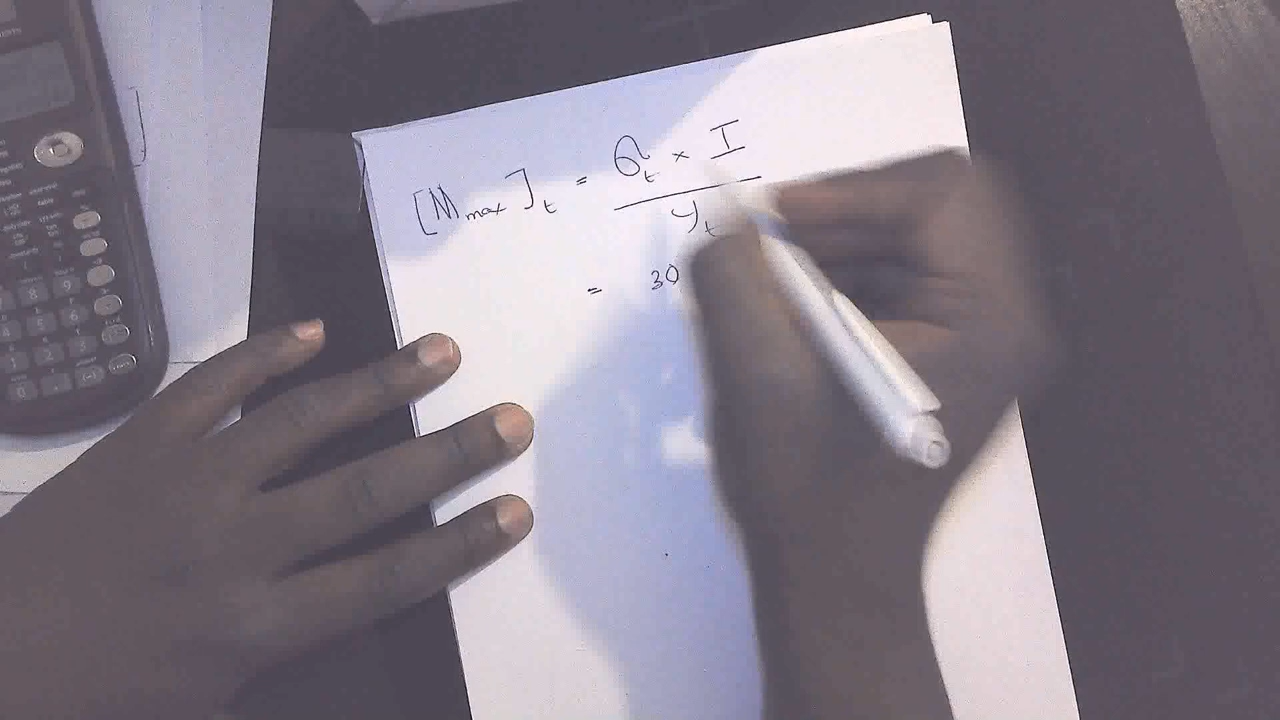 [M_max]_t = σ_t × I / y_t
= 30